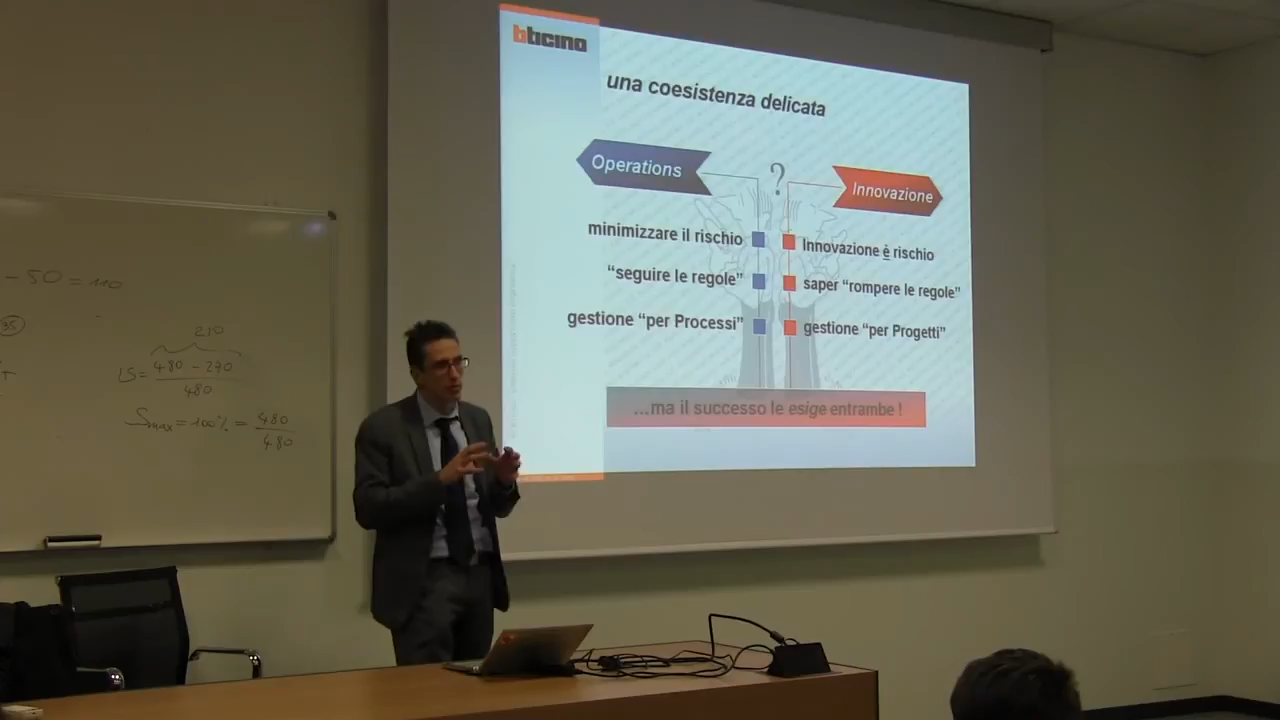 bticino
una coesistenza delicata
Operations
?
Innovazione
minimizzare il rischio
Innovazione è rischio
“seguire le regole”
saper “rompere le regole”
gestione “per Processi”
gestione “per Progetti”
...ma il successo le esige entrambe !
- 50 = 110
35
210
LS = 480 - 270
480
Smax = 100% = 480
480